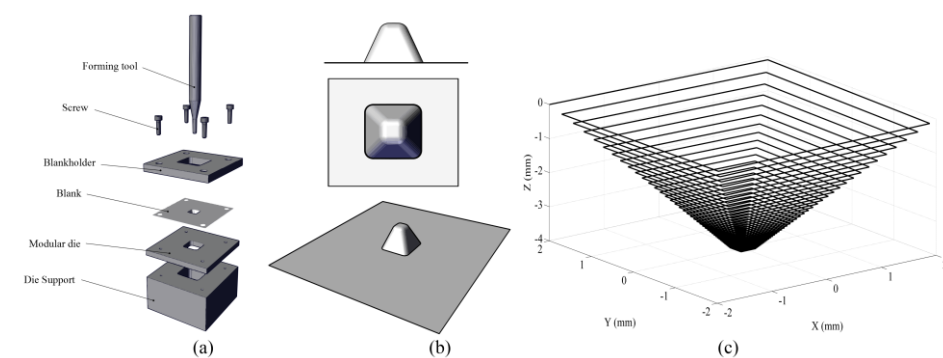 Forming tool
Screw
Blankholder
Blank
Modular die
Die Support
(a)
(b)
0
-1
-2
-3
-4
Z (mm)
2
1
0
-1
-2
Y (mm)
-2
-1
0
1
X (mm)
(c)